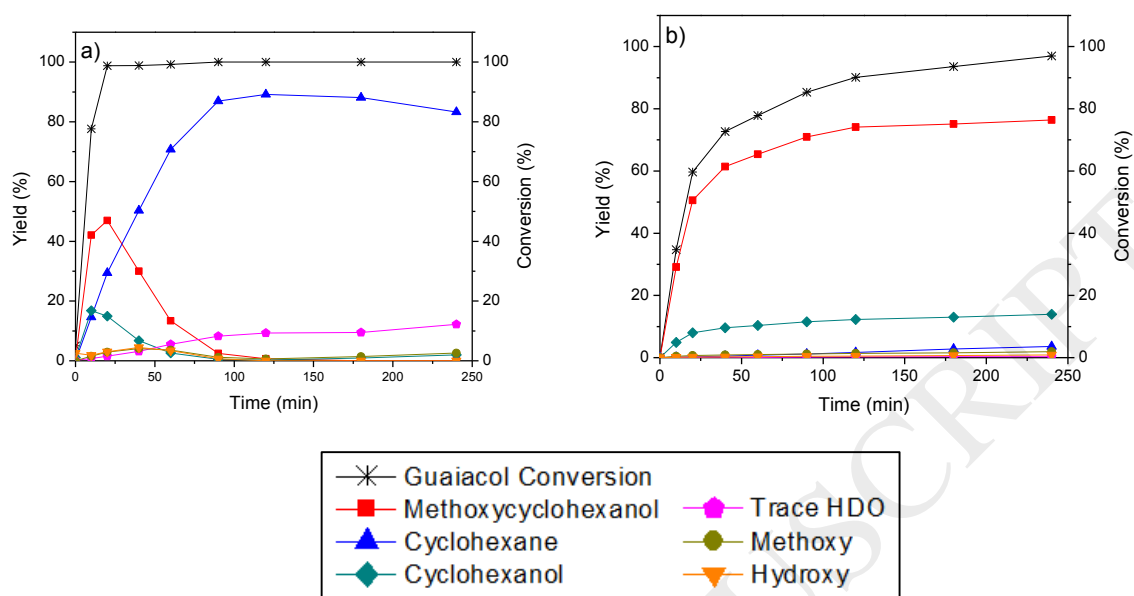 a)
100
80
60
40
20
0
Yield (%)
100
80
60
40
20
0
Conversion (%)
0 50 100 150 200 250
Time (min)
b)
100
80
60
40
20
0
Yield (%)
100
80
60
40
20
0
Conversion (%)
0 50 100 150 200 250
Time (min)
Guaiacol Conversion
Methoxycyclohexanol
Cyclohexane
Cyclohexanol
Trace HDO
Methoxy
Hydroxy
USCRIPT